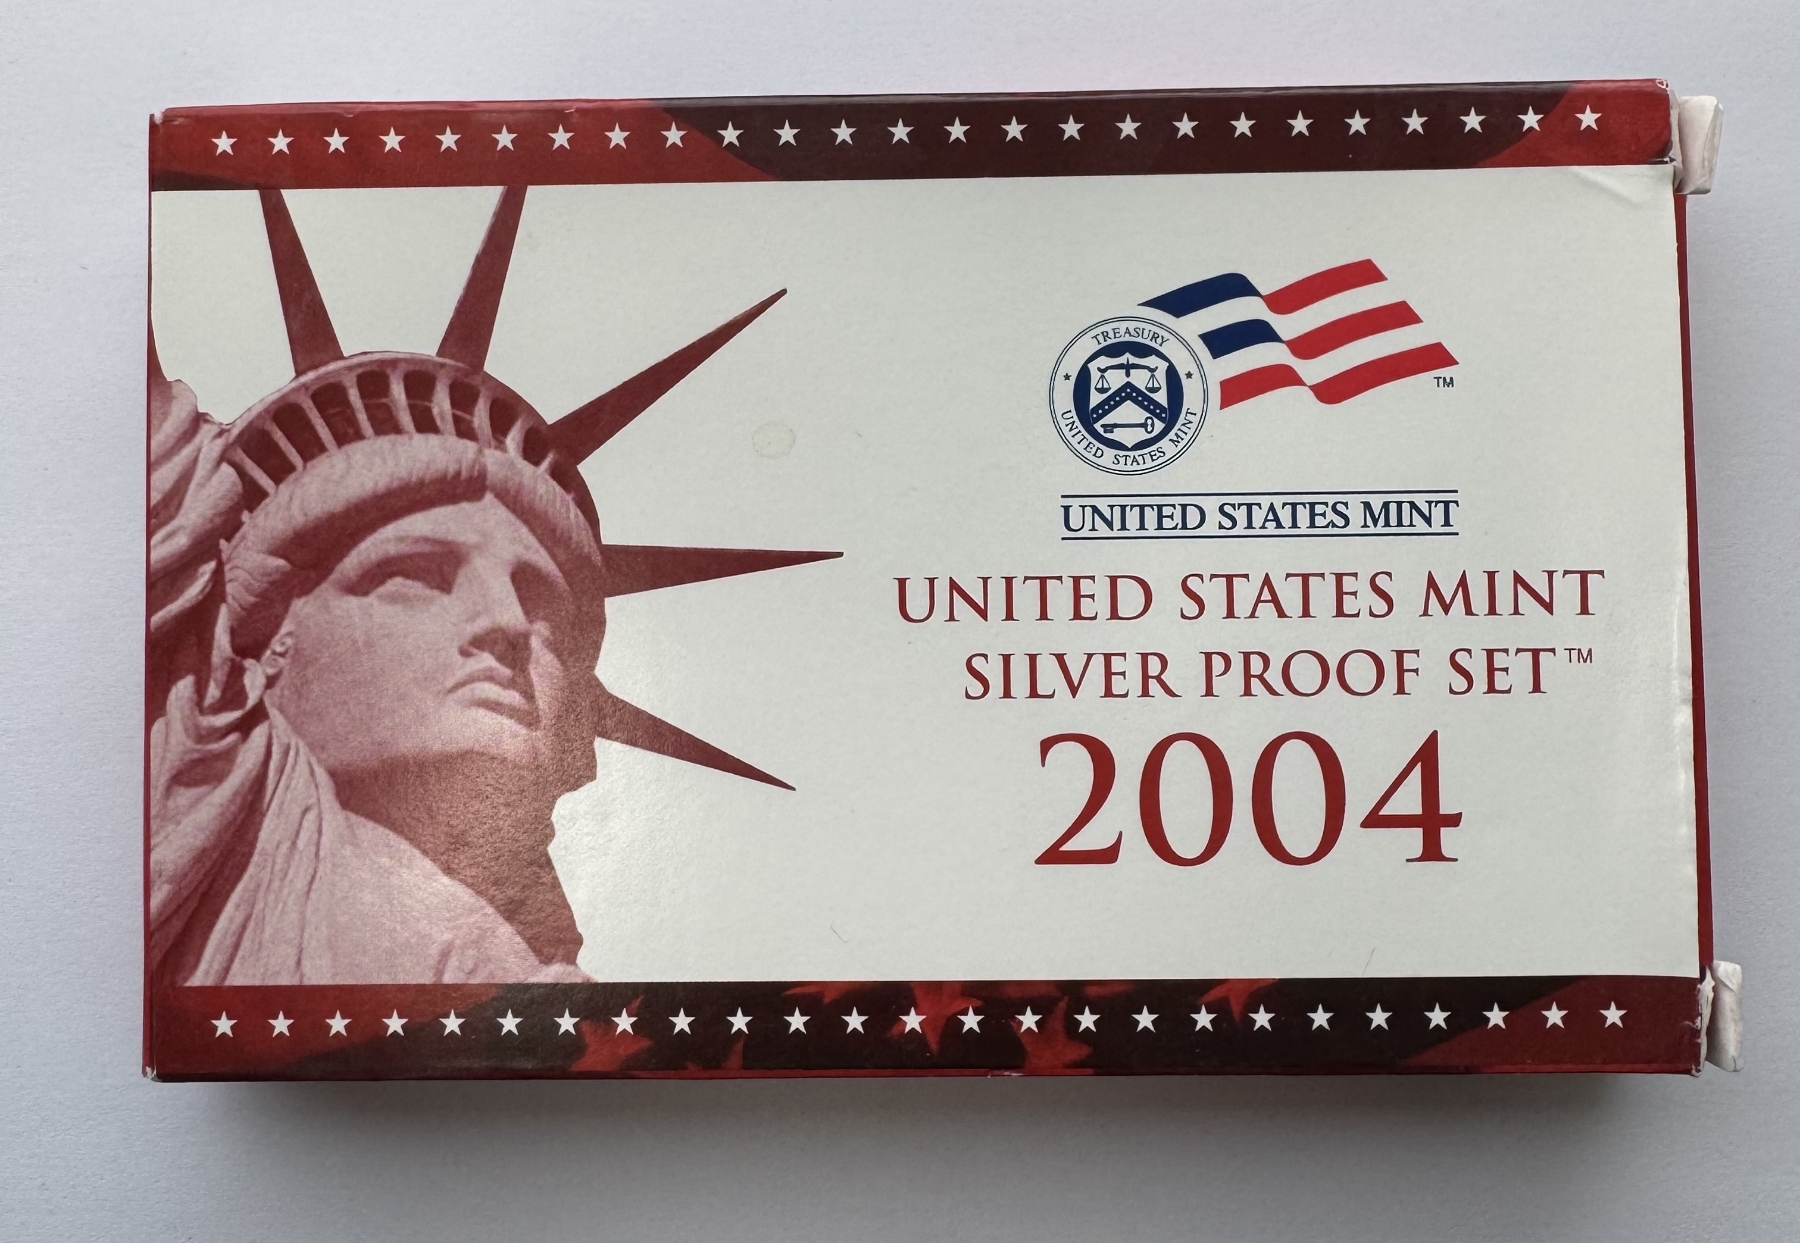 TREASURY
UNITED STATES MINT
TM
UNITED STATES MINT
UNITED STATES MINT
SILVER PROOF SET™
2004